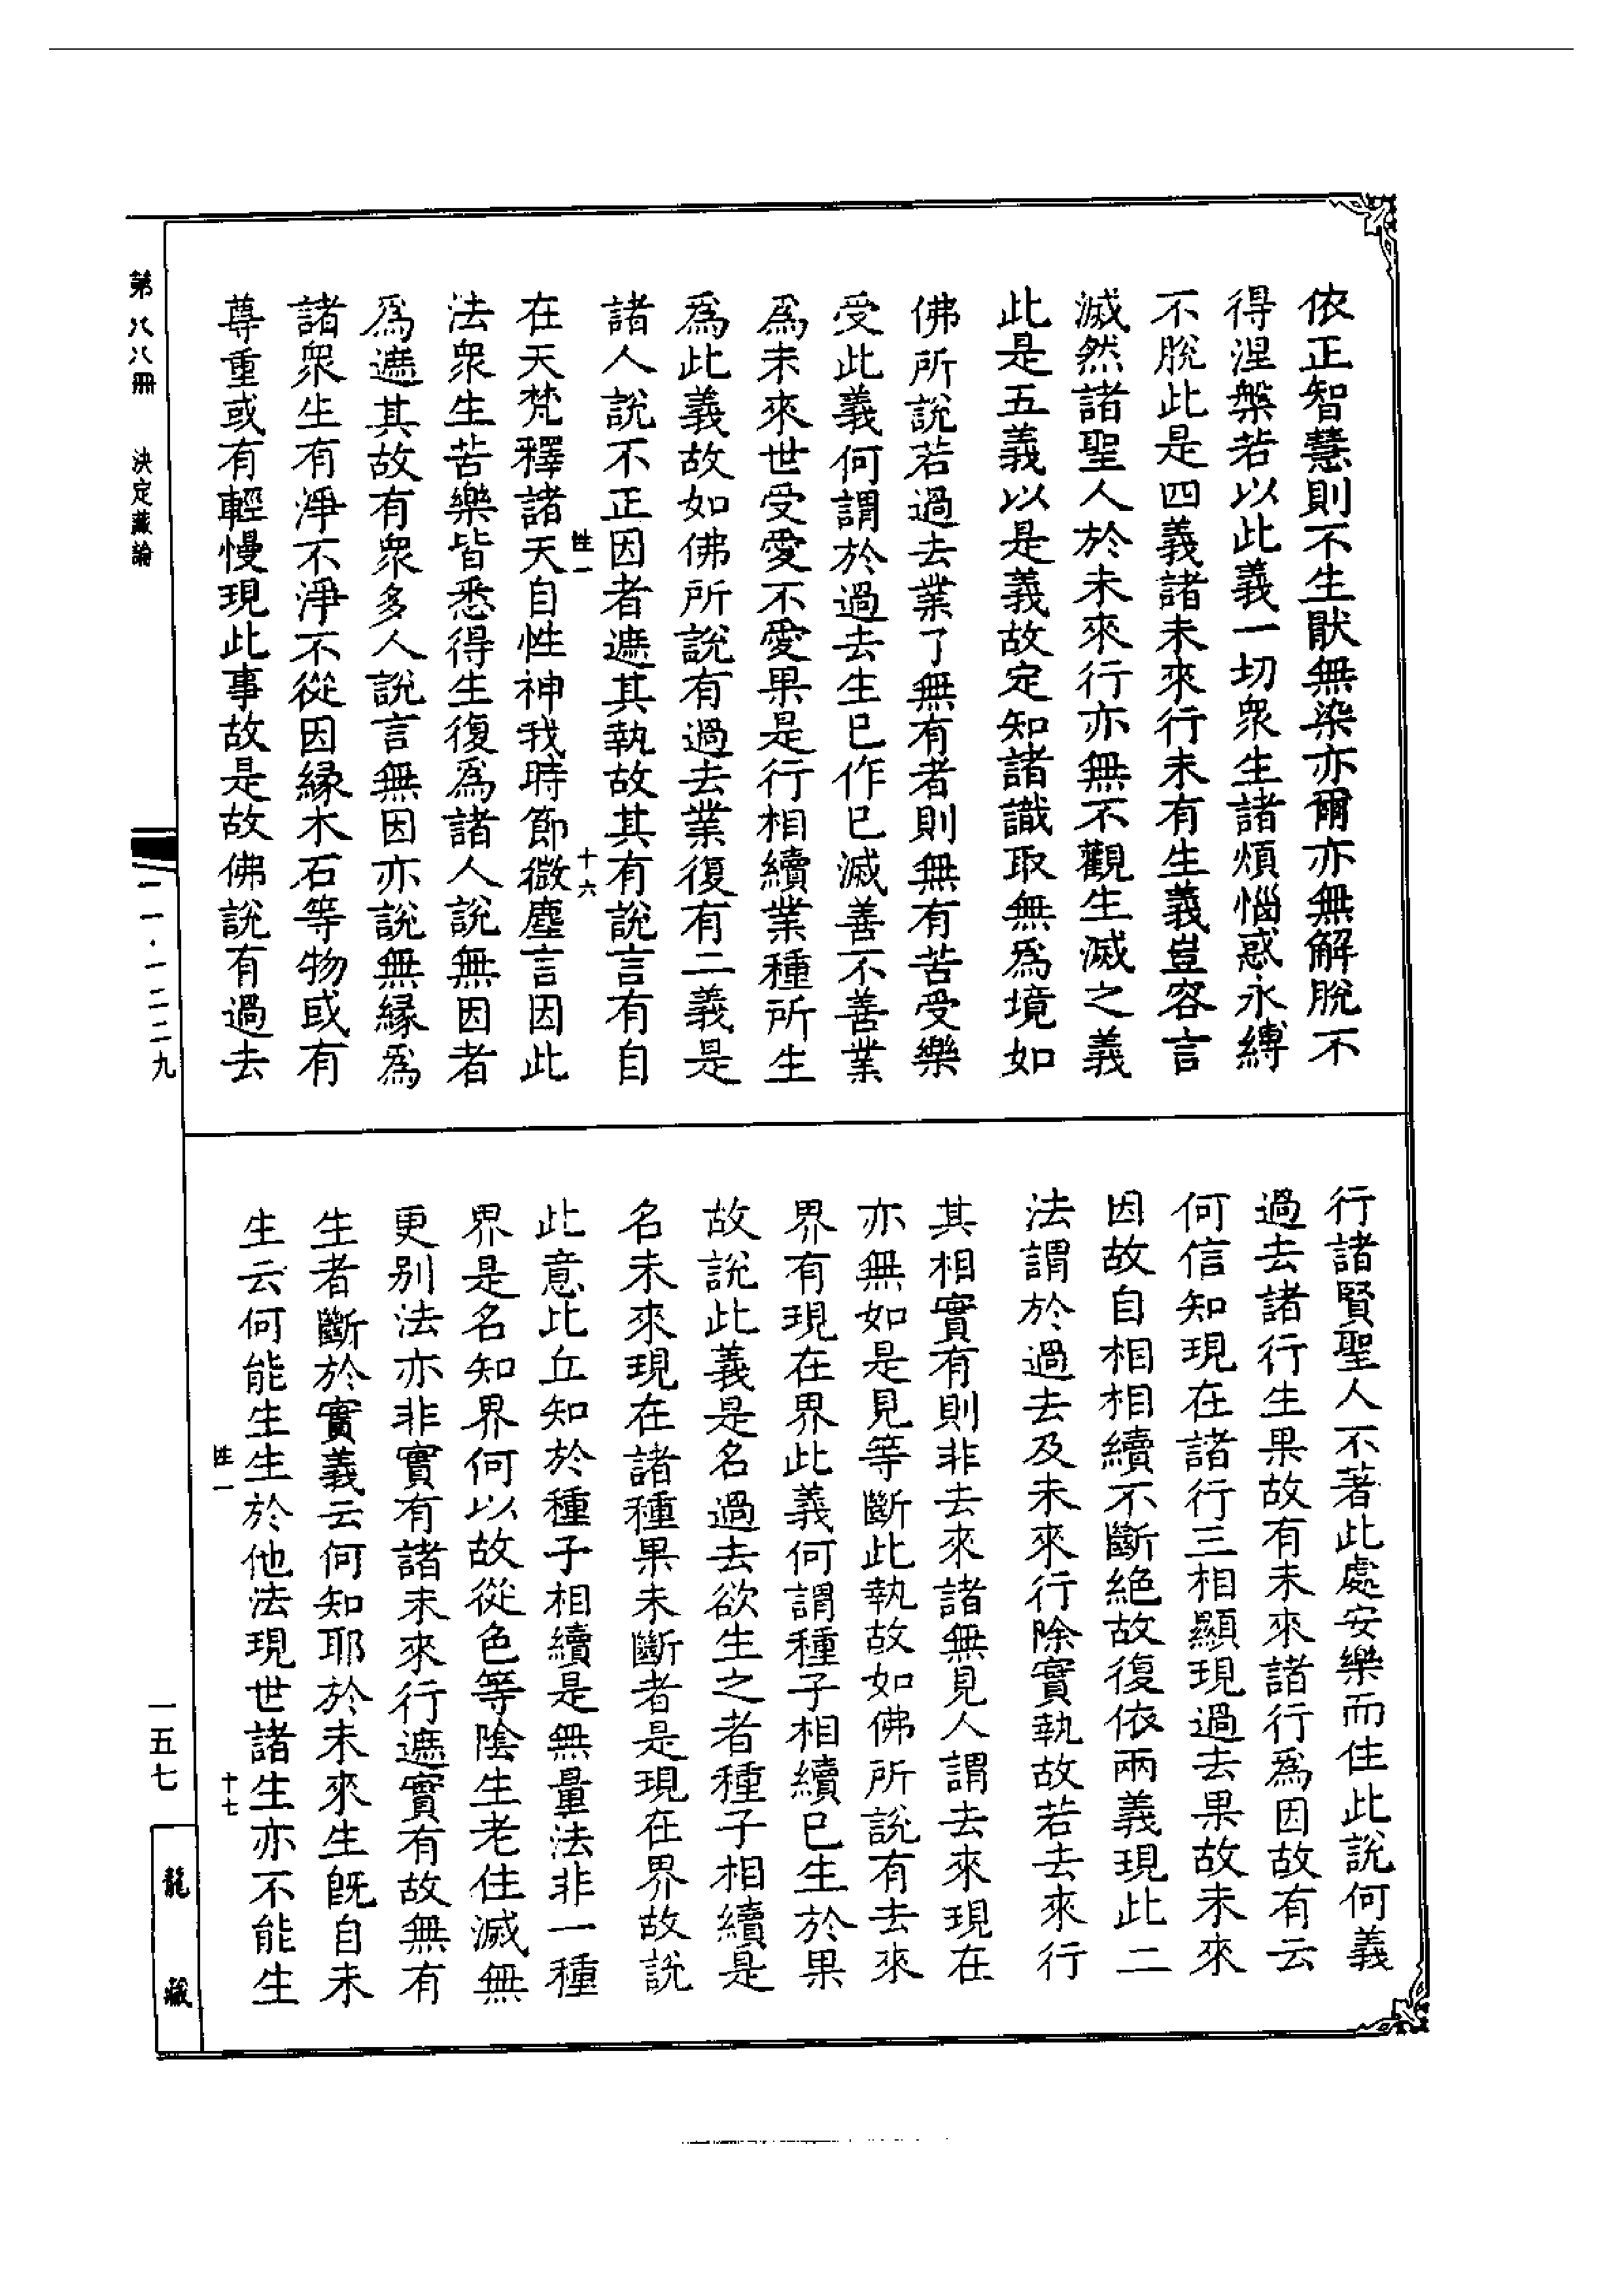 依正智慧則不生猒無染亦爾亦無解脫不
得涅槃若以此義一切衆生諸煩惱惑永縛
不脫此是四義諸未來行未有生義豈容言
滅然諸聖人於未來行亦無不觀生滅之義
此是五義以是義故定知諸識取無爲境如
佛所說若過去業了無有者則無有苦受樂
受此義何謂於過去生已作已滅善不善業
爲未來世受愛不愛果是行相續業種所生
爲此義故如佛所說有過去業復有二義是
諸人說不正因者遮其執故其有說言有自
性一
十六
在天梵釋諸天自性神我時節微塵言因此
法衆生苦樂皆悉得生復爲諸人說無因者
爲遮其故有衆多人說言無因亦說無緣爲
諸衆生有淨不淨不從因緣木石等物或有
尊重或有輕慢現此事故是故佛說有過去
行諸賢聖人不著此處安樂而住此說何義
過去諸行生果故有未來諸行爲因故有云
何信知現在諸行三相顯現過去果故未來
因故自相相續不斷絕故復依兩義現此二
法謂於過去及未來行除實執故若去來行
其相實有則非去來諸無見人謂去來現在
亦無如是見等斷此執故如佛所說有去來
界有現在界此義何謂種子相續已生於果
故說此義是名過去欲生之者種子相續是
名未來現在諸種果未斷者是現在界故說
此意比丘知於種子相續是無量法非一種
界是名知界何以故從色等陰生老住滅無
更別法亦非實有諸未來行遮實有故無有
生者斷於實義云何知耶於未來生既自未
生云何能生生於他法現世諸生亦不能生
性一
十七
第八八冊
決定藏論
一一·一二二九
一五七
龍藏